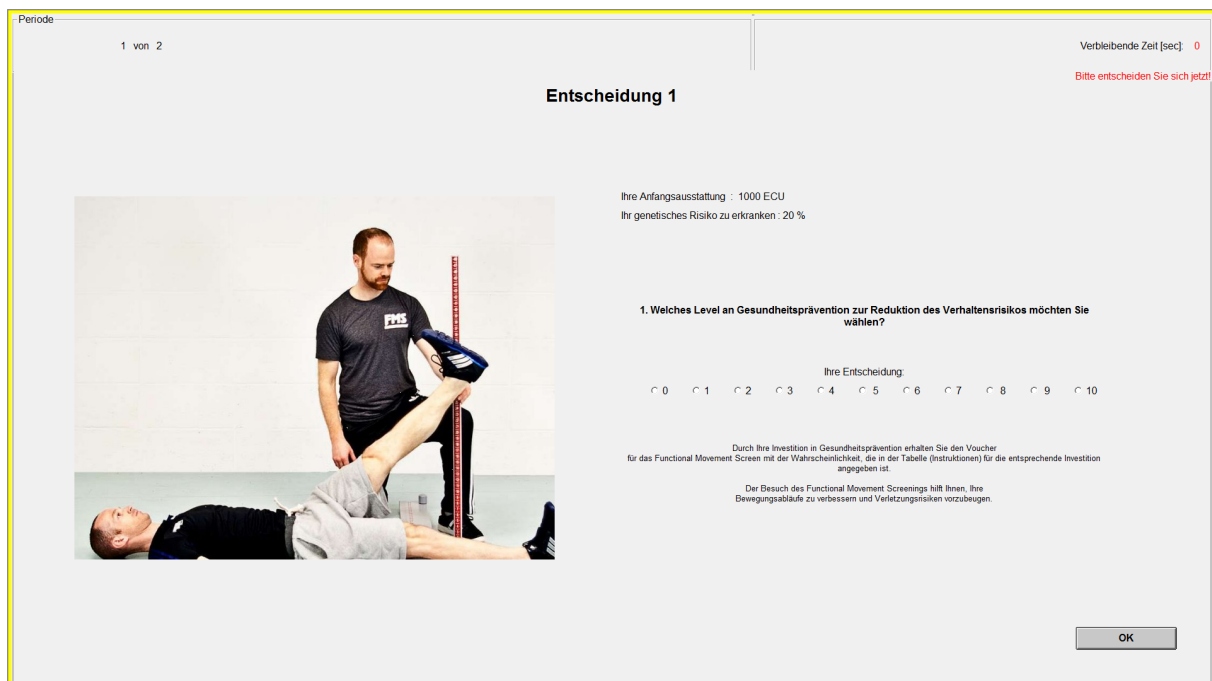 Periode
1 von 2
Verbleibende Zeit [sec]: 0
Bitte entscheiden Sie sich jetzt!
Entscheidung 1
Ihre Anfangsausstattung : 1000 ECU
Ihr genetisches Risiko zu erkranken : 20 %
FMS
1. Welches Level an Gesundheitsprävention zur Reduktion des Verhaltensrisikos möchten Sie
wählen?
Ihre Entscheidung:
0 1 2 3 4 5 6 7 8 9 10
Durch Ihre Investition in Gesundheitsprävention erhalten Sie den Voucher
für das Functional Movement Screen mit der Wahrscheinlichkeit, die in der Tabelle (Instruktionen) für die entsprechende Investition
angegeben ist.
Der Besuch des Functional Movement Screenings hilft Ihnen, Ihre
Bewegungsabläufe zu verbessern und Verletzungsrisiken vorzubeugen.
OK